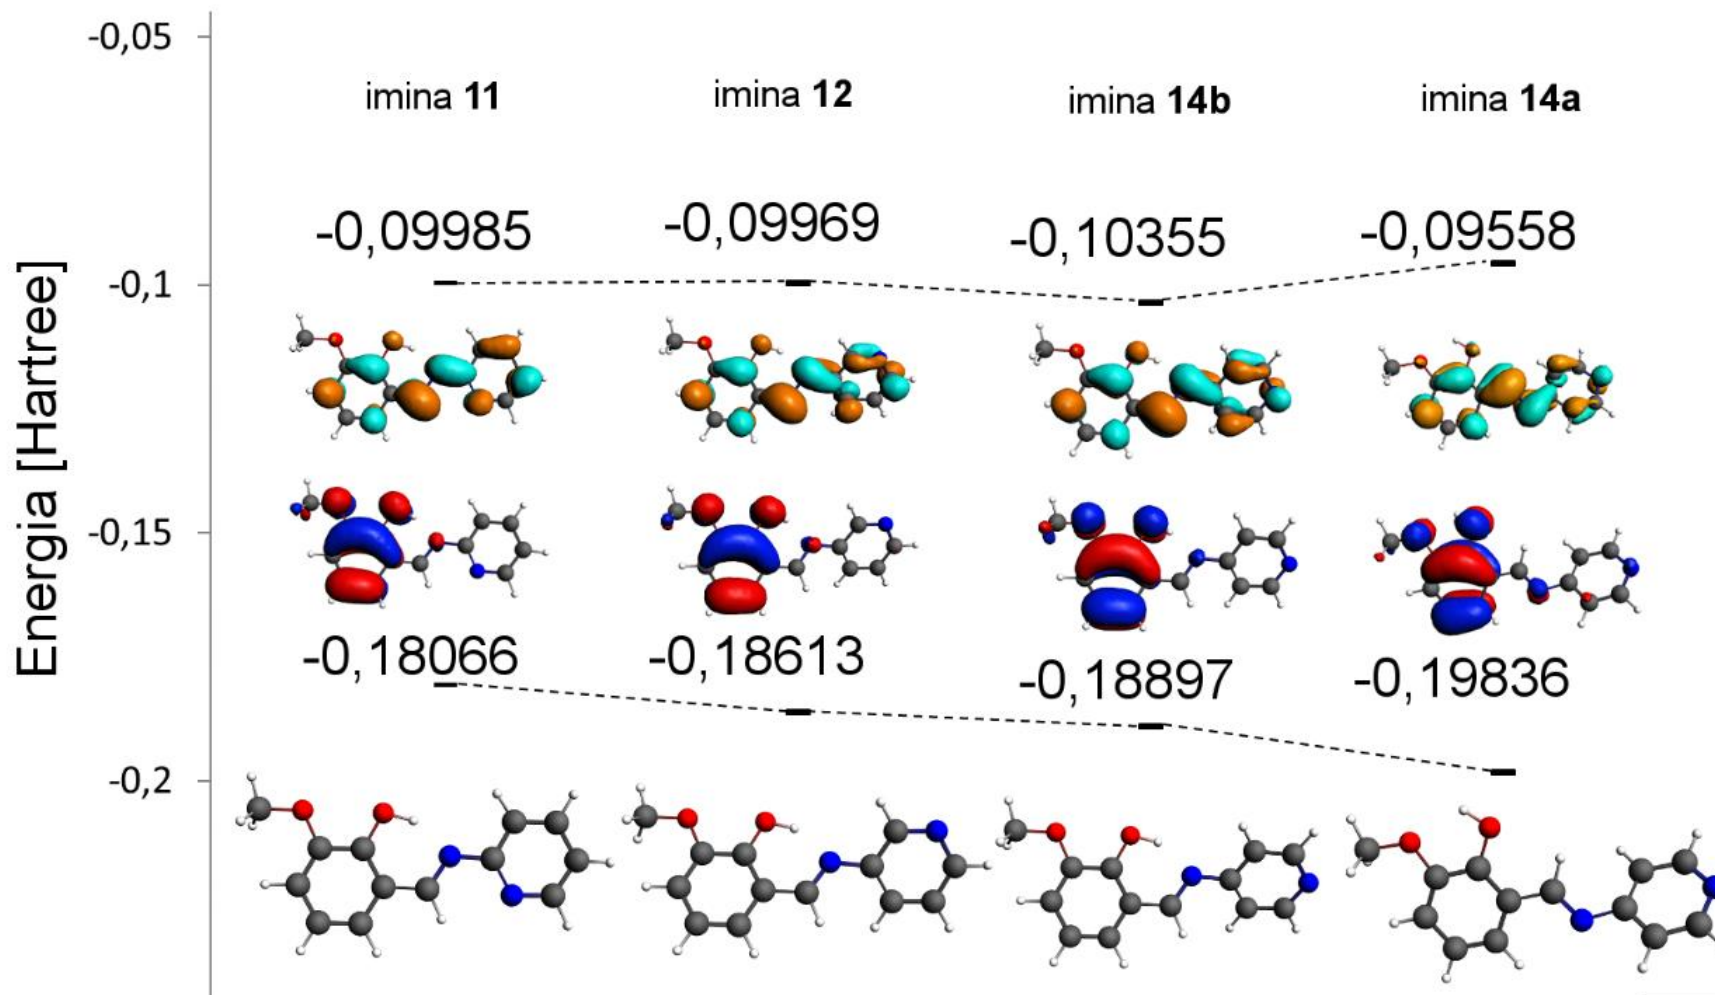 Energia [Hartree]
-0,05
-0,1
-0,15
-0,2
imina 11
imina 12
imina 14b
imina 14a
-0,09985
-0,09969
-0,10355
-0,09558
-0,18066
-0,18613
-0,18897
-0,19836